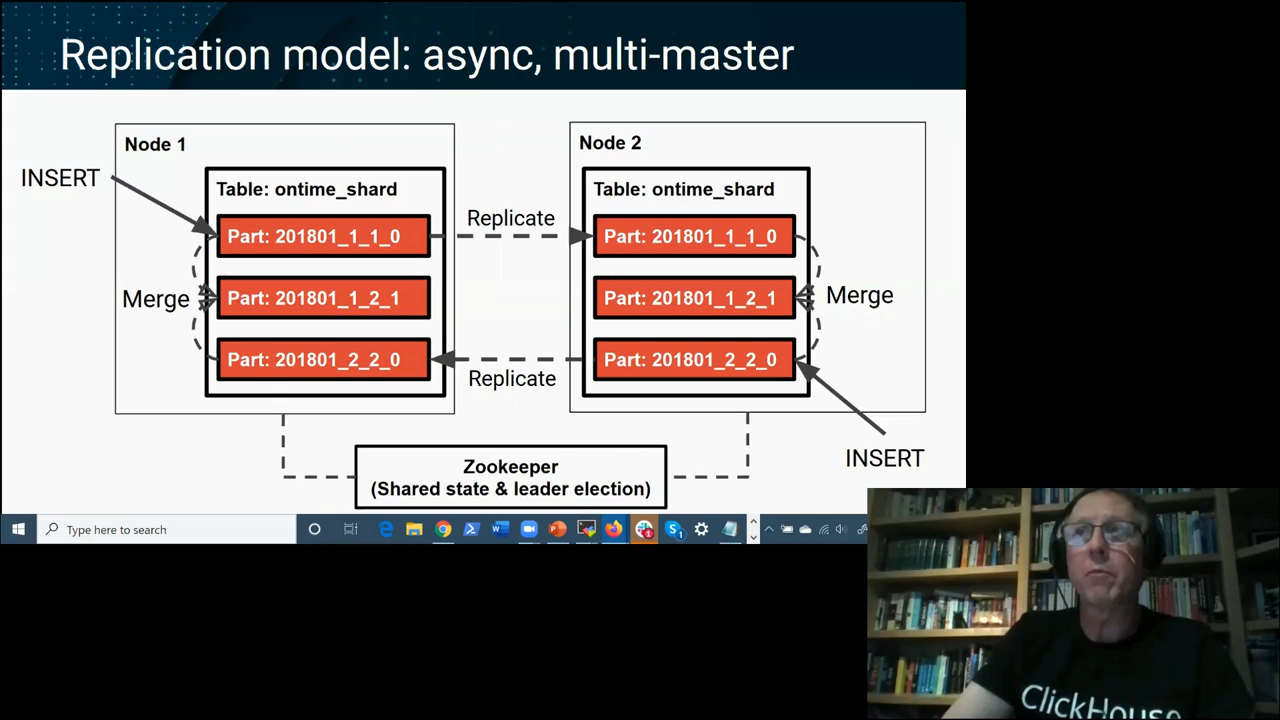 Replication model: async, multi-master
Node 1
Node 2
INSERT
Table: ontime_shard
Table: ontime_shard
Part: 201801_1_1_0
Replicate
Part: 201801_1_1_0
Merge
Part: 201801_1_2_1
Part: 201801_1_2_1
Merge
Part: 201801_2_2_0
Replicate
Part: 201801_2_2_0
INSERT
Zookeeper
(Shared state & leader election)
Type here to search
ClickHouse